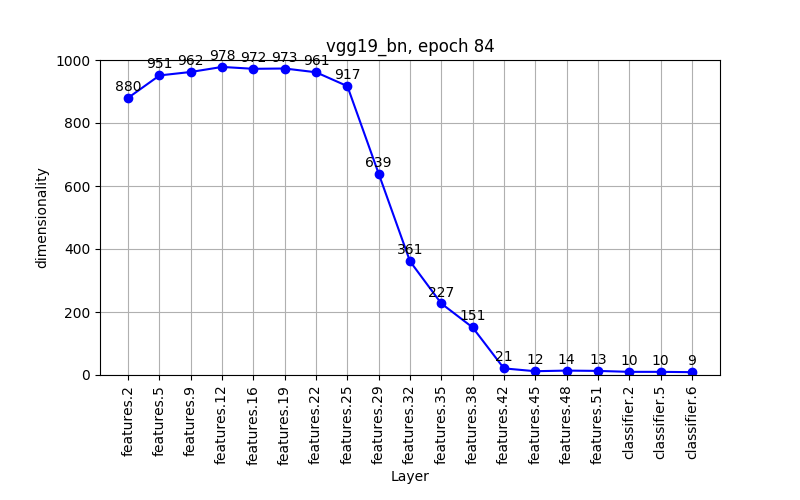 vgg19_bn, epoch 84
1000
800
600
400
200
0
dimensionality
880
951
962
978
972
973
961
917
639
361
227
151
21
12
14
13
10
10
9
features.2
features.5
features.9
features.12
features.16
features.19
features.22
features.25
features.29
features.32
features.35
features.38
features.42
features.45
features.48
features.51
classifier.2
classifier.5
classifier.6
Layer